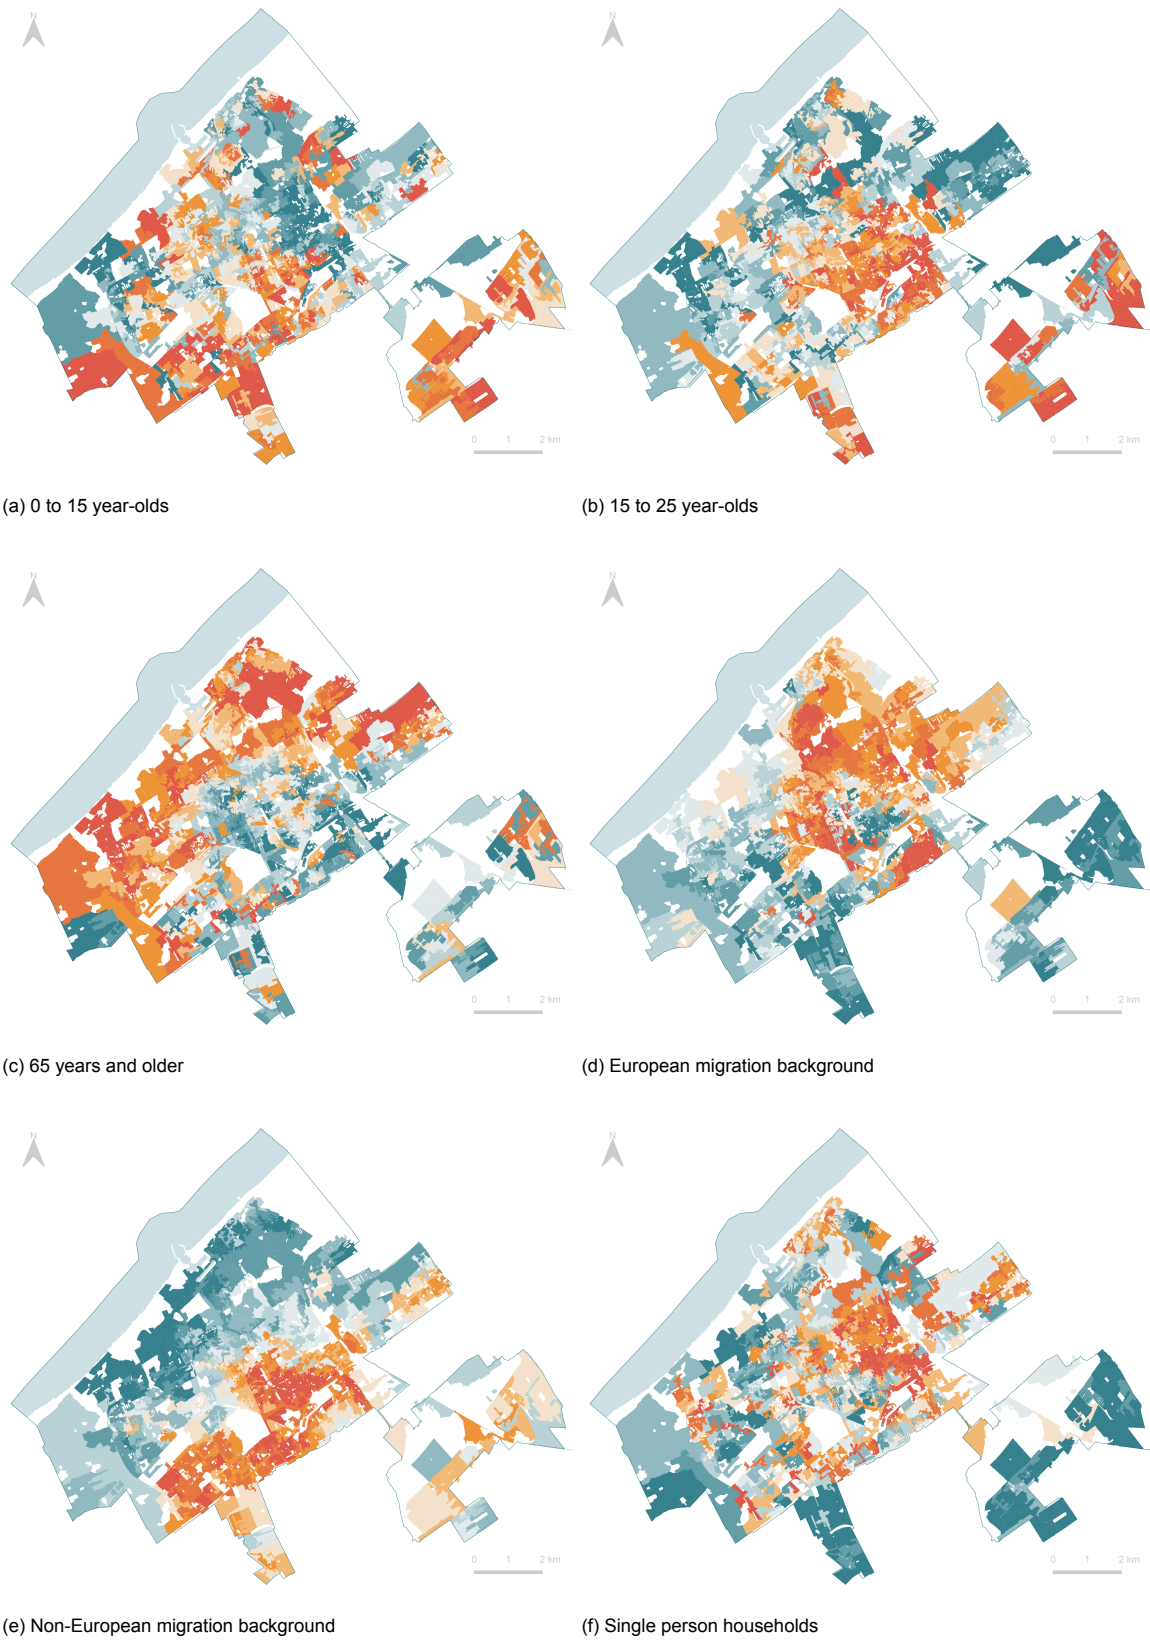 N
N
0 1 2 km
0 1 2 km
(a) 0 to 15 year-olds
(b) 15 to 25 year-olds
N
N
0 1 2 km
0 1 2 km
(c) 65 years and older
(d) European migration background
N
N
0 1 2 km
0 1 2 km
(e) Non-European migration background
(f) Single person households